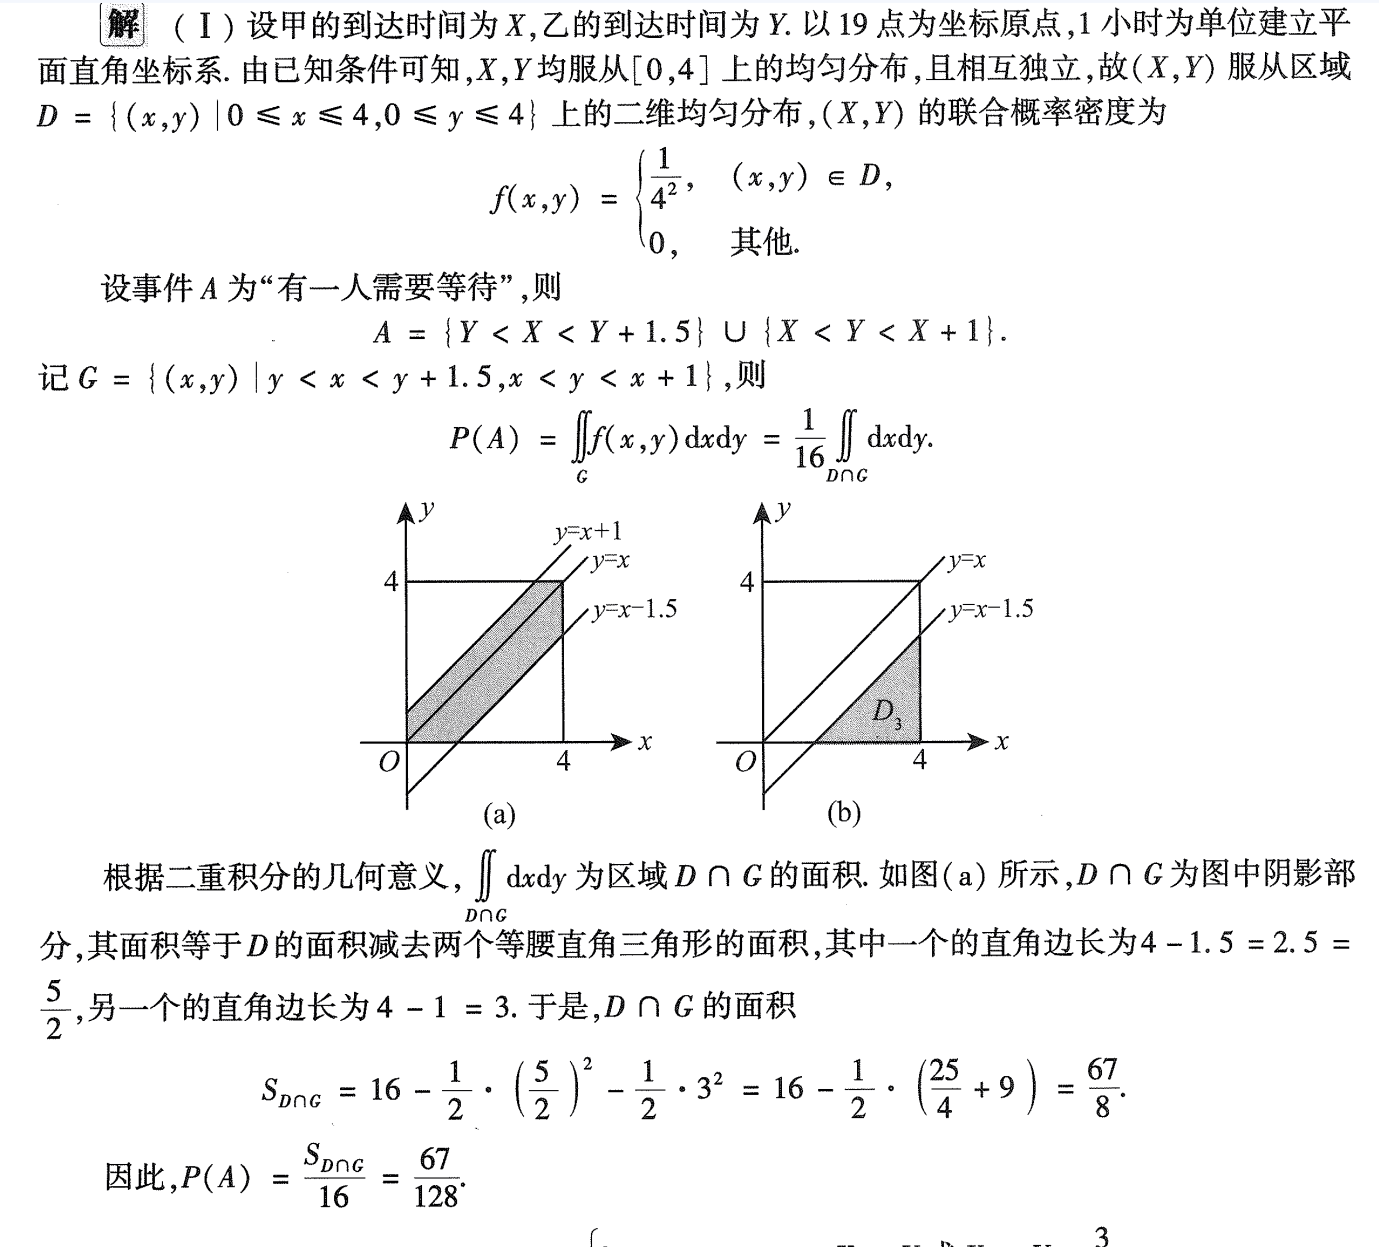 解 (Ⅰ)设甲的到达时间为X,乙的到达时间为Y.以19点为坐标原点,1小时为单位建立平
面直角坐标系.由已知条件可知,X,Y均服从[0,4]上的均匀分布,且相互独立,故(X,Y)服从区域
D = {(x,y)|0 ≤ x ≤ 4,0 ≤ y ≤ 4}上的二维均匀分布,(X,Y)的联合概率密度为
f(x,y) = { 1/4², (x,y) ∈ D,
0, 其他.
设事件A为“有一人需要等待”,则
A = {Y < X < Y + 1.5} ∪ {X < Y < X + 1}.
记G = {(x,y)|y < x < y + 1.5,x < y < x + 1},则
P(A) = ∬_G f(x,y)dxdy = 1/16 ∬_{D∩G} dxdy.
y
y=x+1
y=x
4
y=x-1.5
O
4
x
(a)
y
y=x
4
y=x-1.5
D₃
O
4
x
(b)
根据二重积分的几何意义,∬_{D∩G} dxdy为区域D ∩ G的面积.如图(a)所示,D ∩ G为图中阴影部
分,其面积等于D的面积减去两个等腰直角三角形的面积,其中一个的直角边长为4 - 1.5 = 2.5 =
5/2,另一个的直角边长为4 - 1 = 3.于是,D ∩ G的面积
S_{D∩G} = 16 - 1/2 · (5/2)² - 1/2 · 3² = 16 - 1/2 · (25/4 + 9) = 67/8.
因此,P(A) = S_{D∩G}/16 = 67/128.
3